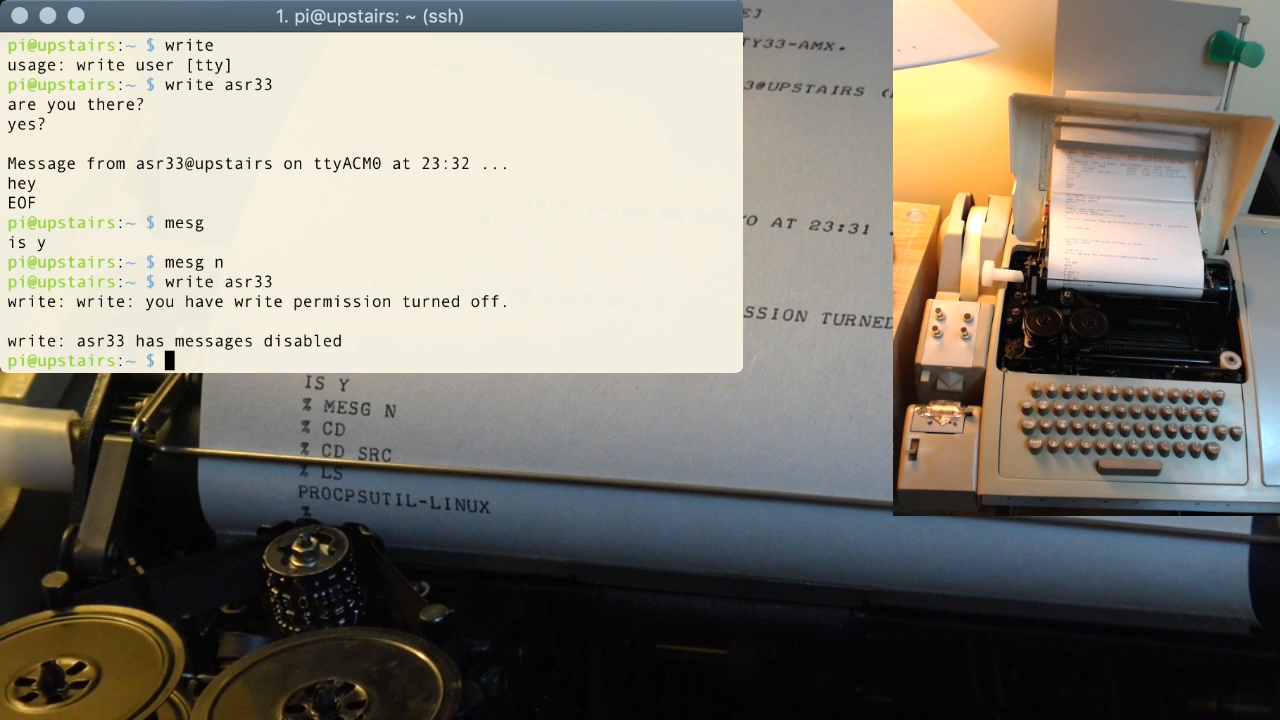 1. pi@upstairs: ~ (ssh)
pi@upstairs:~ $ write
usage: write user [tty]
pi@upstairs:~ $ write asr33
are you there?
yes?
Message from asr33@upstairs on ttyACM0 at 23:32 ...
hey
EOF
pi@upstairs:~ $ mesg
is y
pi@upstairs:~ $ mesg n
pi@upstairs:~ $ write asr33
write: write: you have write permission turned off.
write: asr33 has messages disabled
pi@upstairs:~ $
TY33-AMX.
3@UPSTAIRS (
O AT 23:31 .
SSION TURNED
IS Y
% MESG N
% CD
% CD SRC
% LS
PROCPSUTIL-LINUX
%